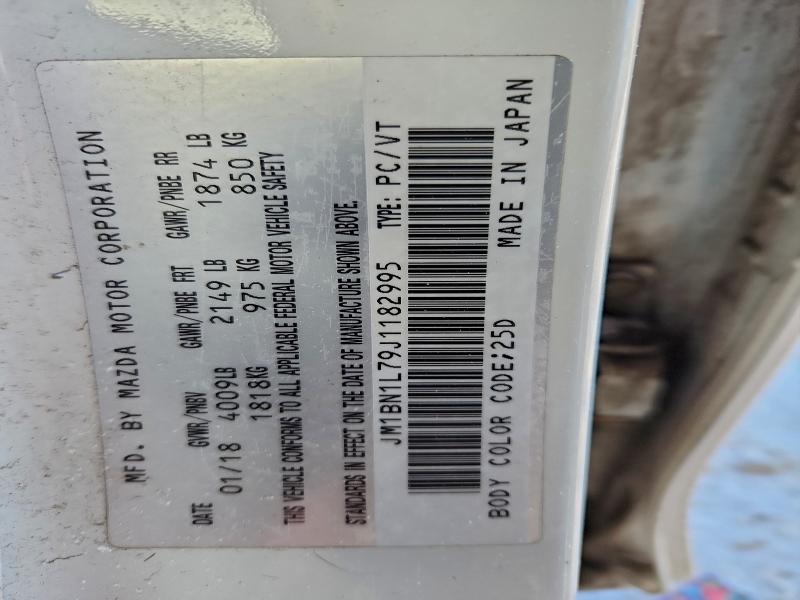 MFD. BY MAZDA MOTOR CORPORATION
DATE GVWR/PNBV GAWR/PNBE FRT GAWR/PNBE RR
01/18 4009LB 2149 LB 1874 LB
1818KG 975 KG 850 KG
THIS VEHICLE CONFORMS TO ALL APPLICABLE FEDERAL MOTOR VEHICLE SAFETY
STANDARDS IN EFFECT ON THE DATE OF MANUFACTURE SHOWN ABOVE.
JM1BN1L79J1182995 TYPE: PC/VT
BODY COLOR CODE;25D MADE IN JAPAN